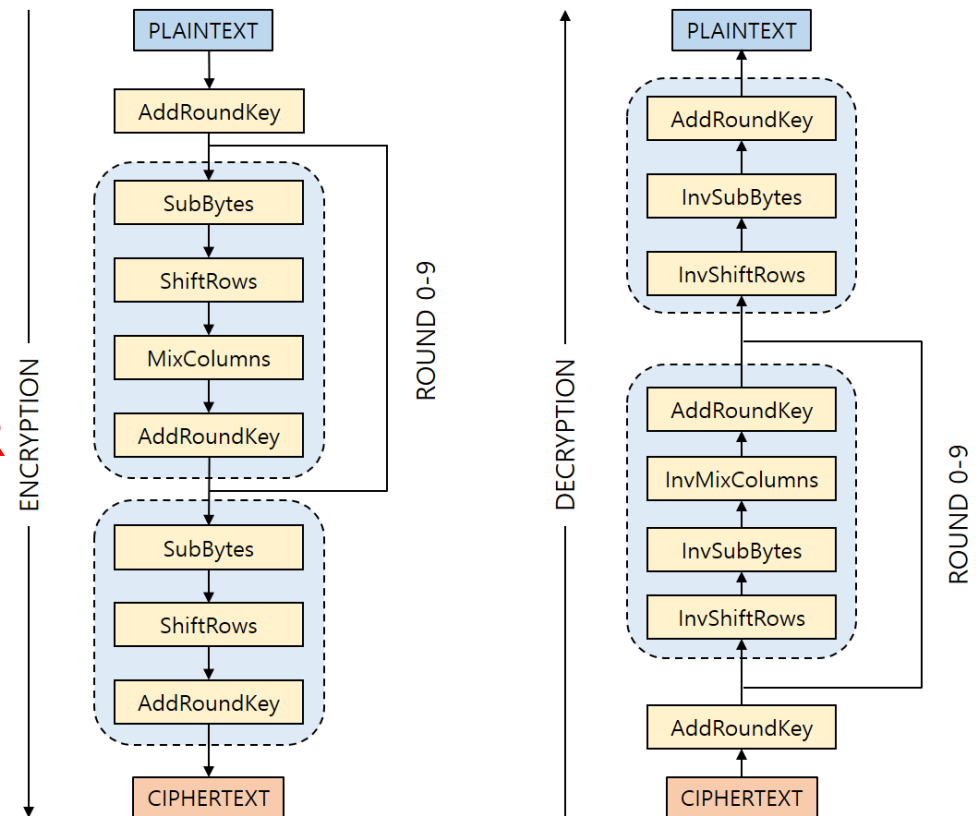 PLAINTEXT
AddRoundKey
SubBytes
ShiftRows
MixColumns
AddRoundKey
SubBytes
ShiftRows
AddRoundKey
CIPHERTEXT
ENCRYPTION
ROUND 0-9
PLAINTEXT
AddRoundKey
InvSubBytes
InvShiftRows
AddRoundKey
InvMixColumns
InvSubBytes
InvShiftRows
AddRoundKey
CIPHERTEXT
DECRYPTION
ROUND 0-9